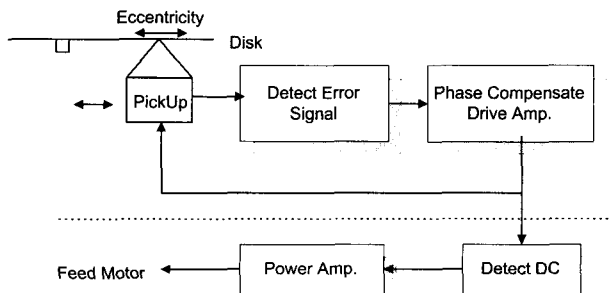 Eccentricity
Disk
PickUp
Detect Error
Signal
Phase Compensate
Drive Amp.
Feed Motor
Power Amp.
Detect DC